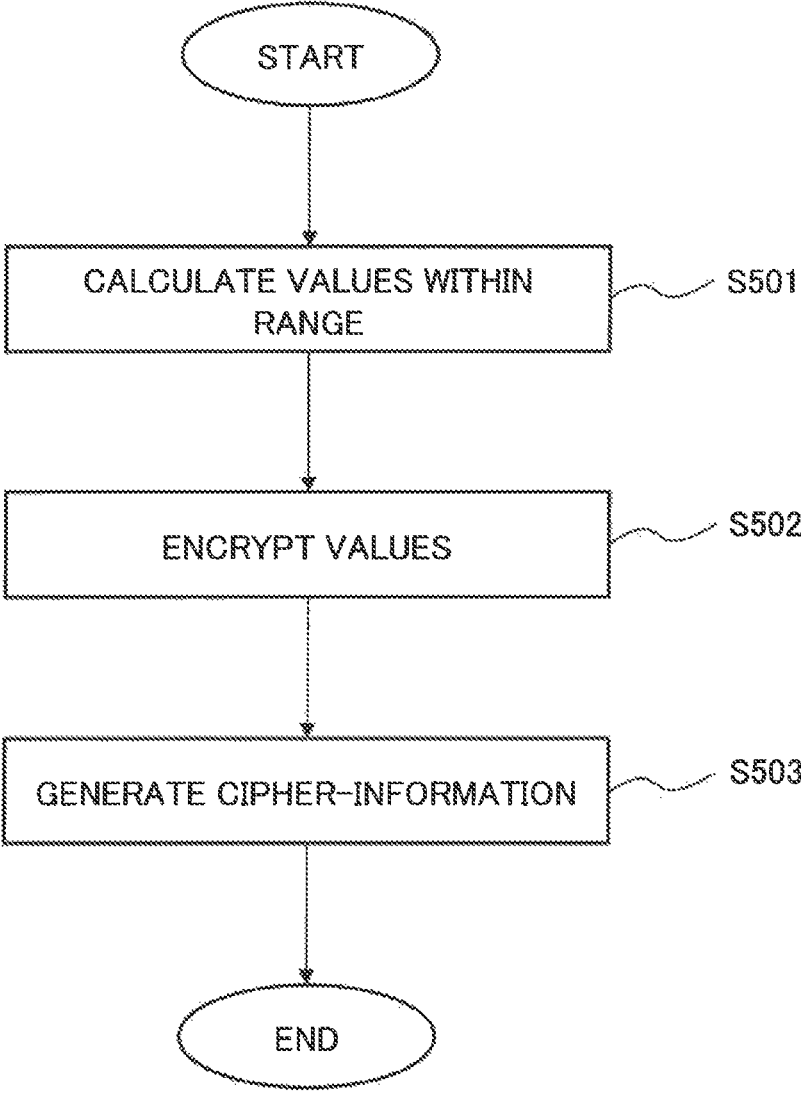 START
CALCULATE VALUES WITHIN
RANGE
S501
ENCRYPT VALUES
S502
GENERATE CIPHER-INFORMATION
S503
END